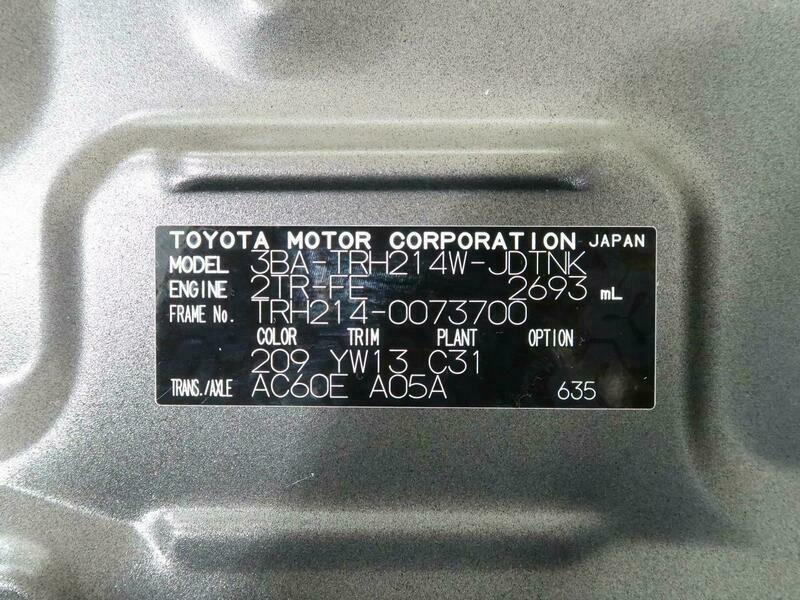 TOYOTA MOTOR CORPORATION JAPAN
MODEL 3BA-TRH214W-JDTNK
ENGINE 2TR-FE 2693 mL
FRAME No. TRH214-0073700
COLOR TRIM PLANT OPTION
209 YW13 C31
TRANS./AXLE AC60E A05A 635